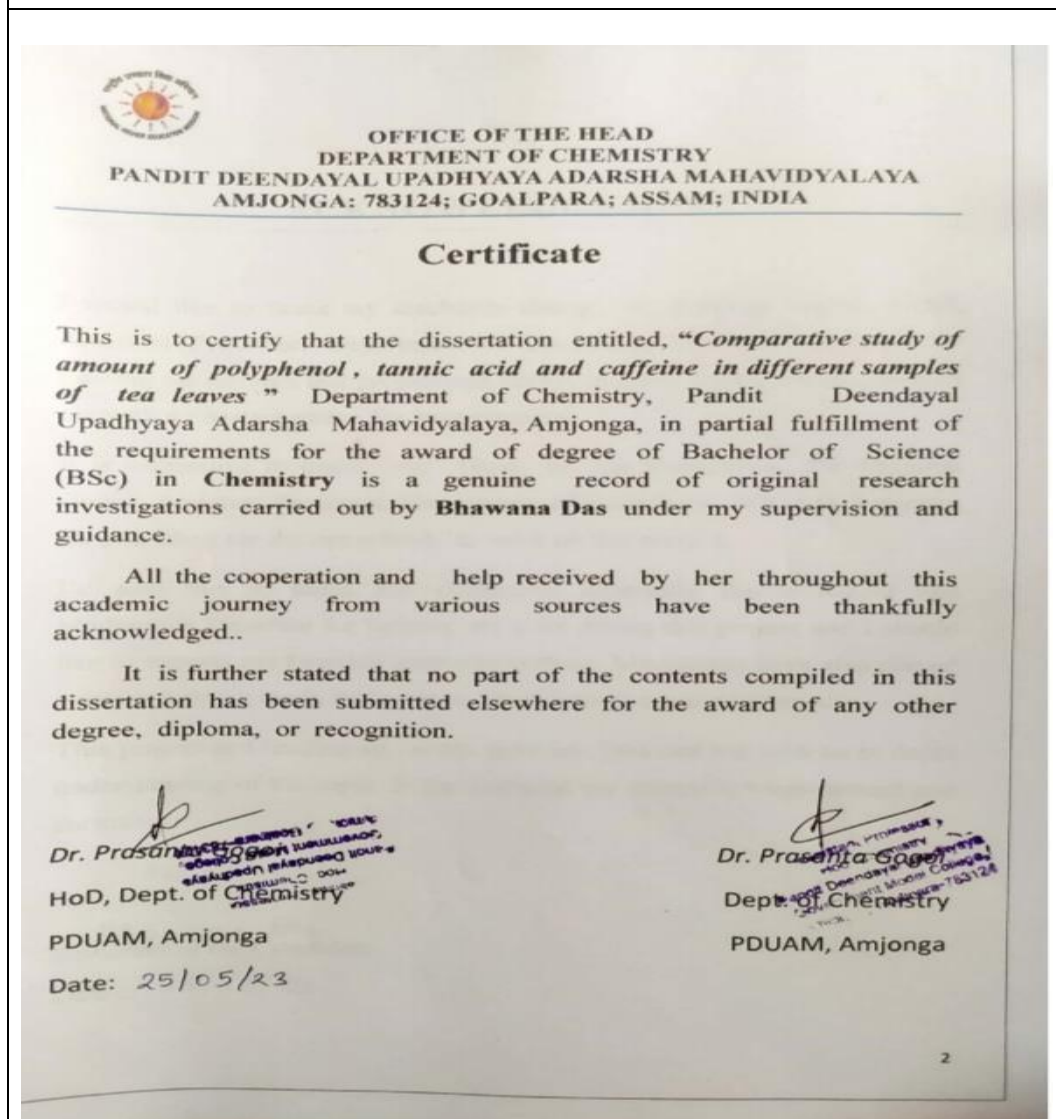 OFFICE OF THE HEAD
DEPARTMENT OF CHEMISTRY
PANDIT DEENDAYAL UPADHYAYA ADARSHA MAHAVIDYALAYA
AMJONGA: 783124; GOALPARA; ASSAM; INDIA
Certificate
This is to certify that the dissertation entitled, “Comparative study of
amount of polyphenol , tannic acid and caffeine in different samples
of tea leaves ” Department of Chemistry, Pandit Deendayal
Upadhyaya Adarsha Mahavidyalaya, Amjonga, in partial fulfillment of
the requirements for the award of degree of Bachelor of Science
(BSc) in Chemistry is a genuine record of original research
investigations carried out by Bhawana Das under my supervision and
guidance.
All the cooperation and help received by her throughout this
academic journey from various sources have been thankfully
acknowledged..
It is further stated that no part of the contents compiled in this
dissertation has been submitted elsewhere for the award of any other
degree, diploma, or recognition.
Dr. Prasanta Gogoi
HoD, Dept. of Chemistry
PDUAM, Amjonga
Date: 25/05/23
Dr. Prasanta Gogoi
Dept. of Chemistry
PDUAM, Amjonga
2